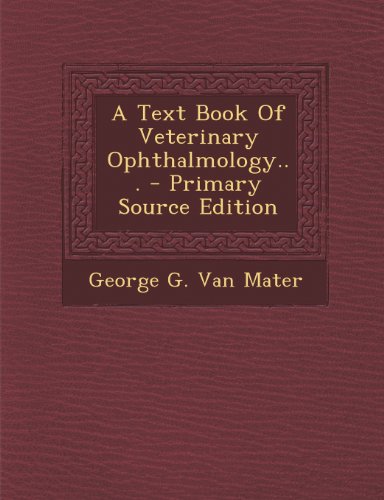 A Text Book Of
Veterinary
Ophthalmology..
. - Primary
Source Edition
George G. Van Mater